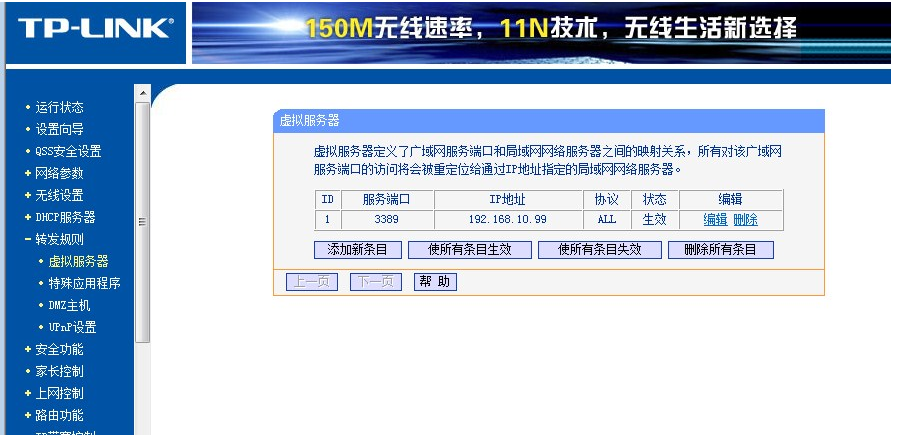 TP-LINK®
150M无线速率，11N技术，无线生活新选择
运行状态
设置向导
QSS安全设置
+ 网络参数
+ 无线设置
+ DHCP服务器
- 转发规则
虚拟服务器
特殊应用程序
DMZ主机
UPnP设置
+ 安全功能
家长控制
+ 上网控制
+ 路由功能
虚拟服务器
虚拟服务器定义了广域网服务端口和局域网网络服务器之间的映射关系，所有对该广域网
服务端口的访问将会被重定位给通过IP地址指定的局域网网络服务器。
ID 服务端口 IP地址 协议 状态 编辑
1 3389 192.168.10.99 ALL 生效 编辑 删除
添加新条目 使所有条目生效 使所有条目失效 删除所有条目
上一页 下一页 帮 助